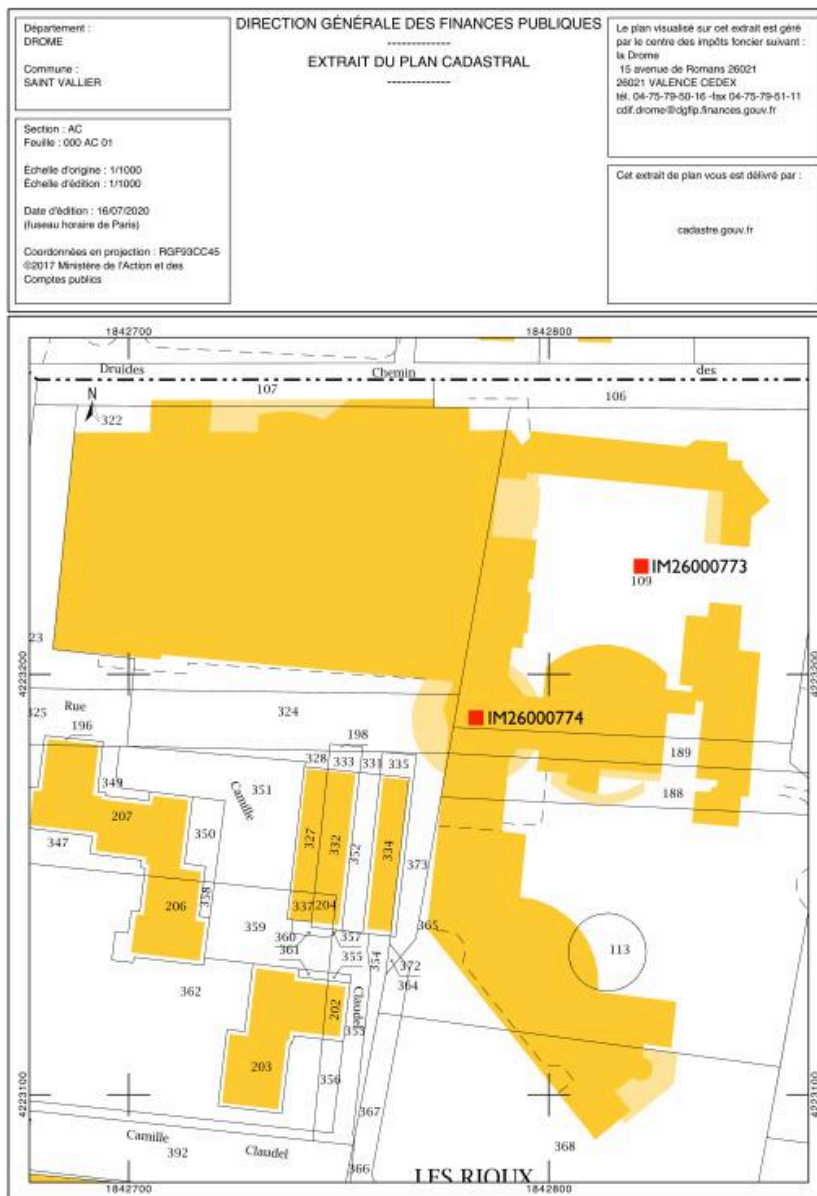 Département :
DROME
Commune :
SAINT VALLIER
Section : AC
Feuille : 000 AC 01
Échelle d'origine : 1/1000
Échelle d'édition : 1/1000
Date d'édition : 16/07/2020
(fuseau horaire de Paris)
Coordonnées en projection : RGF93CC45
©2017 Ministère de l'Action et des
Comptes publics
DIRECTION GÉNÉRALE DES FINANCES PUBLIQUES
-------------
EXTRAIT DU PLAN CADASTRAL
-------------
Le plan visualisé sur cet extrait est géré
par le centre des impôts foncier suivant :
la Drome
15 avenue de Romans 26021
26021 VALENCE CEDEX
tél. 04-75-79-50-16 -fax 04-75-79-51-11
cdif.drome@dgfip.finances.gouv.fr
Cet extrait de plan vous est délivré par :
cadastre.gouv.fr
1842700
1842800
Druides
Chemin
des
107
106
N
322
IM26000773
109
23
4223200
4223200
325
Rue
196
324
IM26000774
198
189
328
333
331
335
349
351
Camille
188
207
350
327
332
352
334
347
373
358
206
337
204
359
365
360
357
361
355
354
372
364
113
362
202
Claudel
353
203
356
4223100
4223100
367
Camille
Claudel
392
366
368
LES RIOUX
1842700
1842800